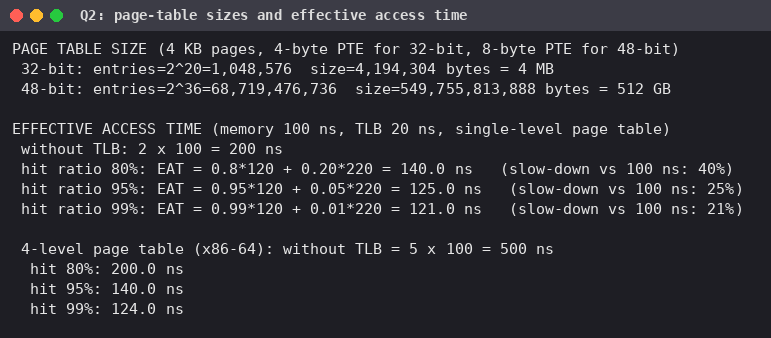 Q2: page-table sizes and effective access time
PAGE TABLE SIZE (4 KB pages, 4-byte PTE for 32-bit, 8-byte PTE for 48-bit)
32-bit: entries=2^20=1,048,576  size=4,194,304 bytes = 4 MB
48-bit: entries=2^36=68,719,476,736  size=549,755,813,888 bytes = 512 GB
EFFECTIVE ACCESS TIME (memory 100 ns, TLB 20 ns, single-level page table)
without TLB: 2 x 100 = 200 ns
hit ratio 80%: EAT = 0.8*120 + 0.20*220 = 140.0 ns   (slow-down vs 100 ns: 40%)
hit ratio 95%: EAT = 0.95*120 + 0.05*220 = 125.0 ns   (slow-down vs 100 ns: 25%)
hit ratio 99%: EAT = 0.99*120 + 0.01*220 = 121.0 ns   (slow-down vs 100 ns: 21%)
4-level page table (x86-64): without TLB = 5 x 100 = 500 ns
hit 80%: 200.0 ns
hit 95%: 140.0 ns
hit 99%: 124.0 ns